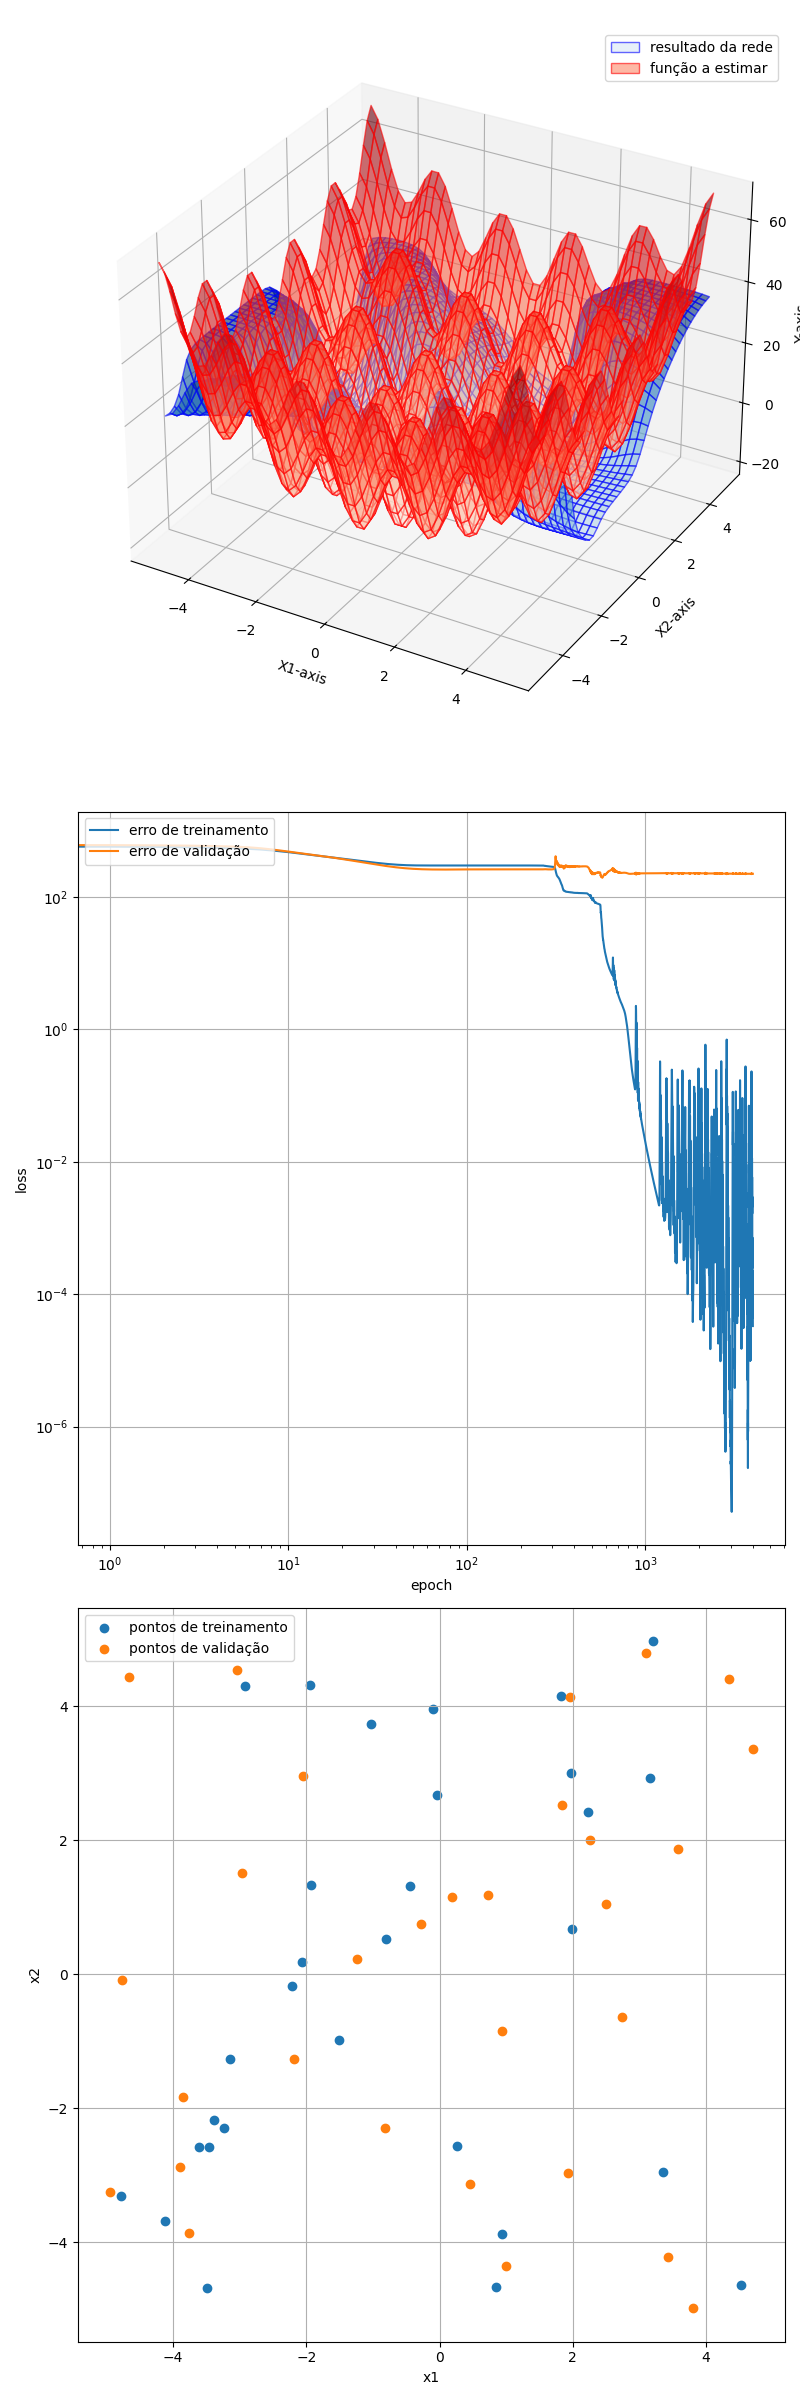 resultado da rede
função a estimar
60
40
20
0
−20
4
2
0
−2
−4
X2-axis
−4
−2
0
2
4
X1-axis
erro de treinamento
erro de validação
10^2
10^0
10^−2
10^−4
10^−6
loss
10^0
10^1
10^2
10^3
epoch
pontos de treinamento
pontos de validação
4
2
0
−2
−4
x2
−4
−2
0
2
4
x1